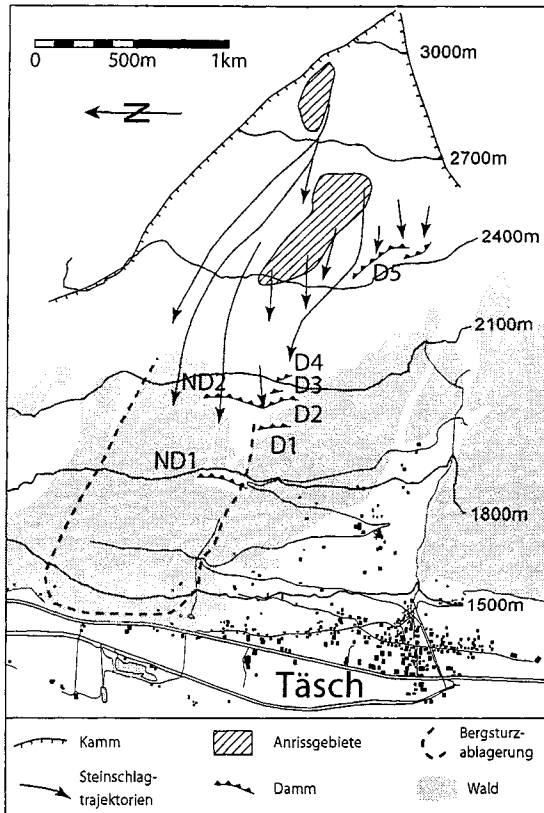 3000m
0 500m 1km
N
2700m
2400m
D5
2100m
D4
ND2 D3
D2
D1
ND1
1800m
1500m
Täsch
Kamm
Anrissgebiete
Bergsturz-
ablagerung
Steinschlag-
trajektorien
Damm
Wald